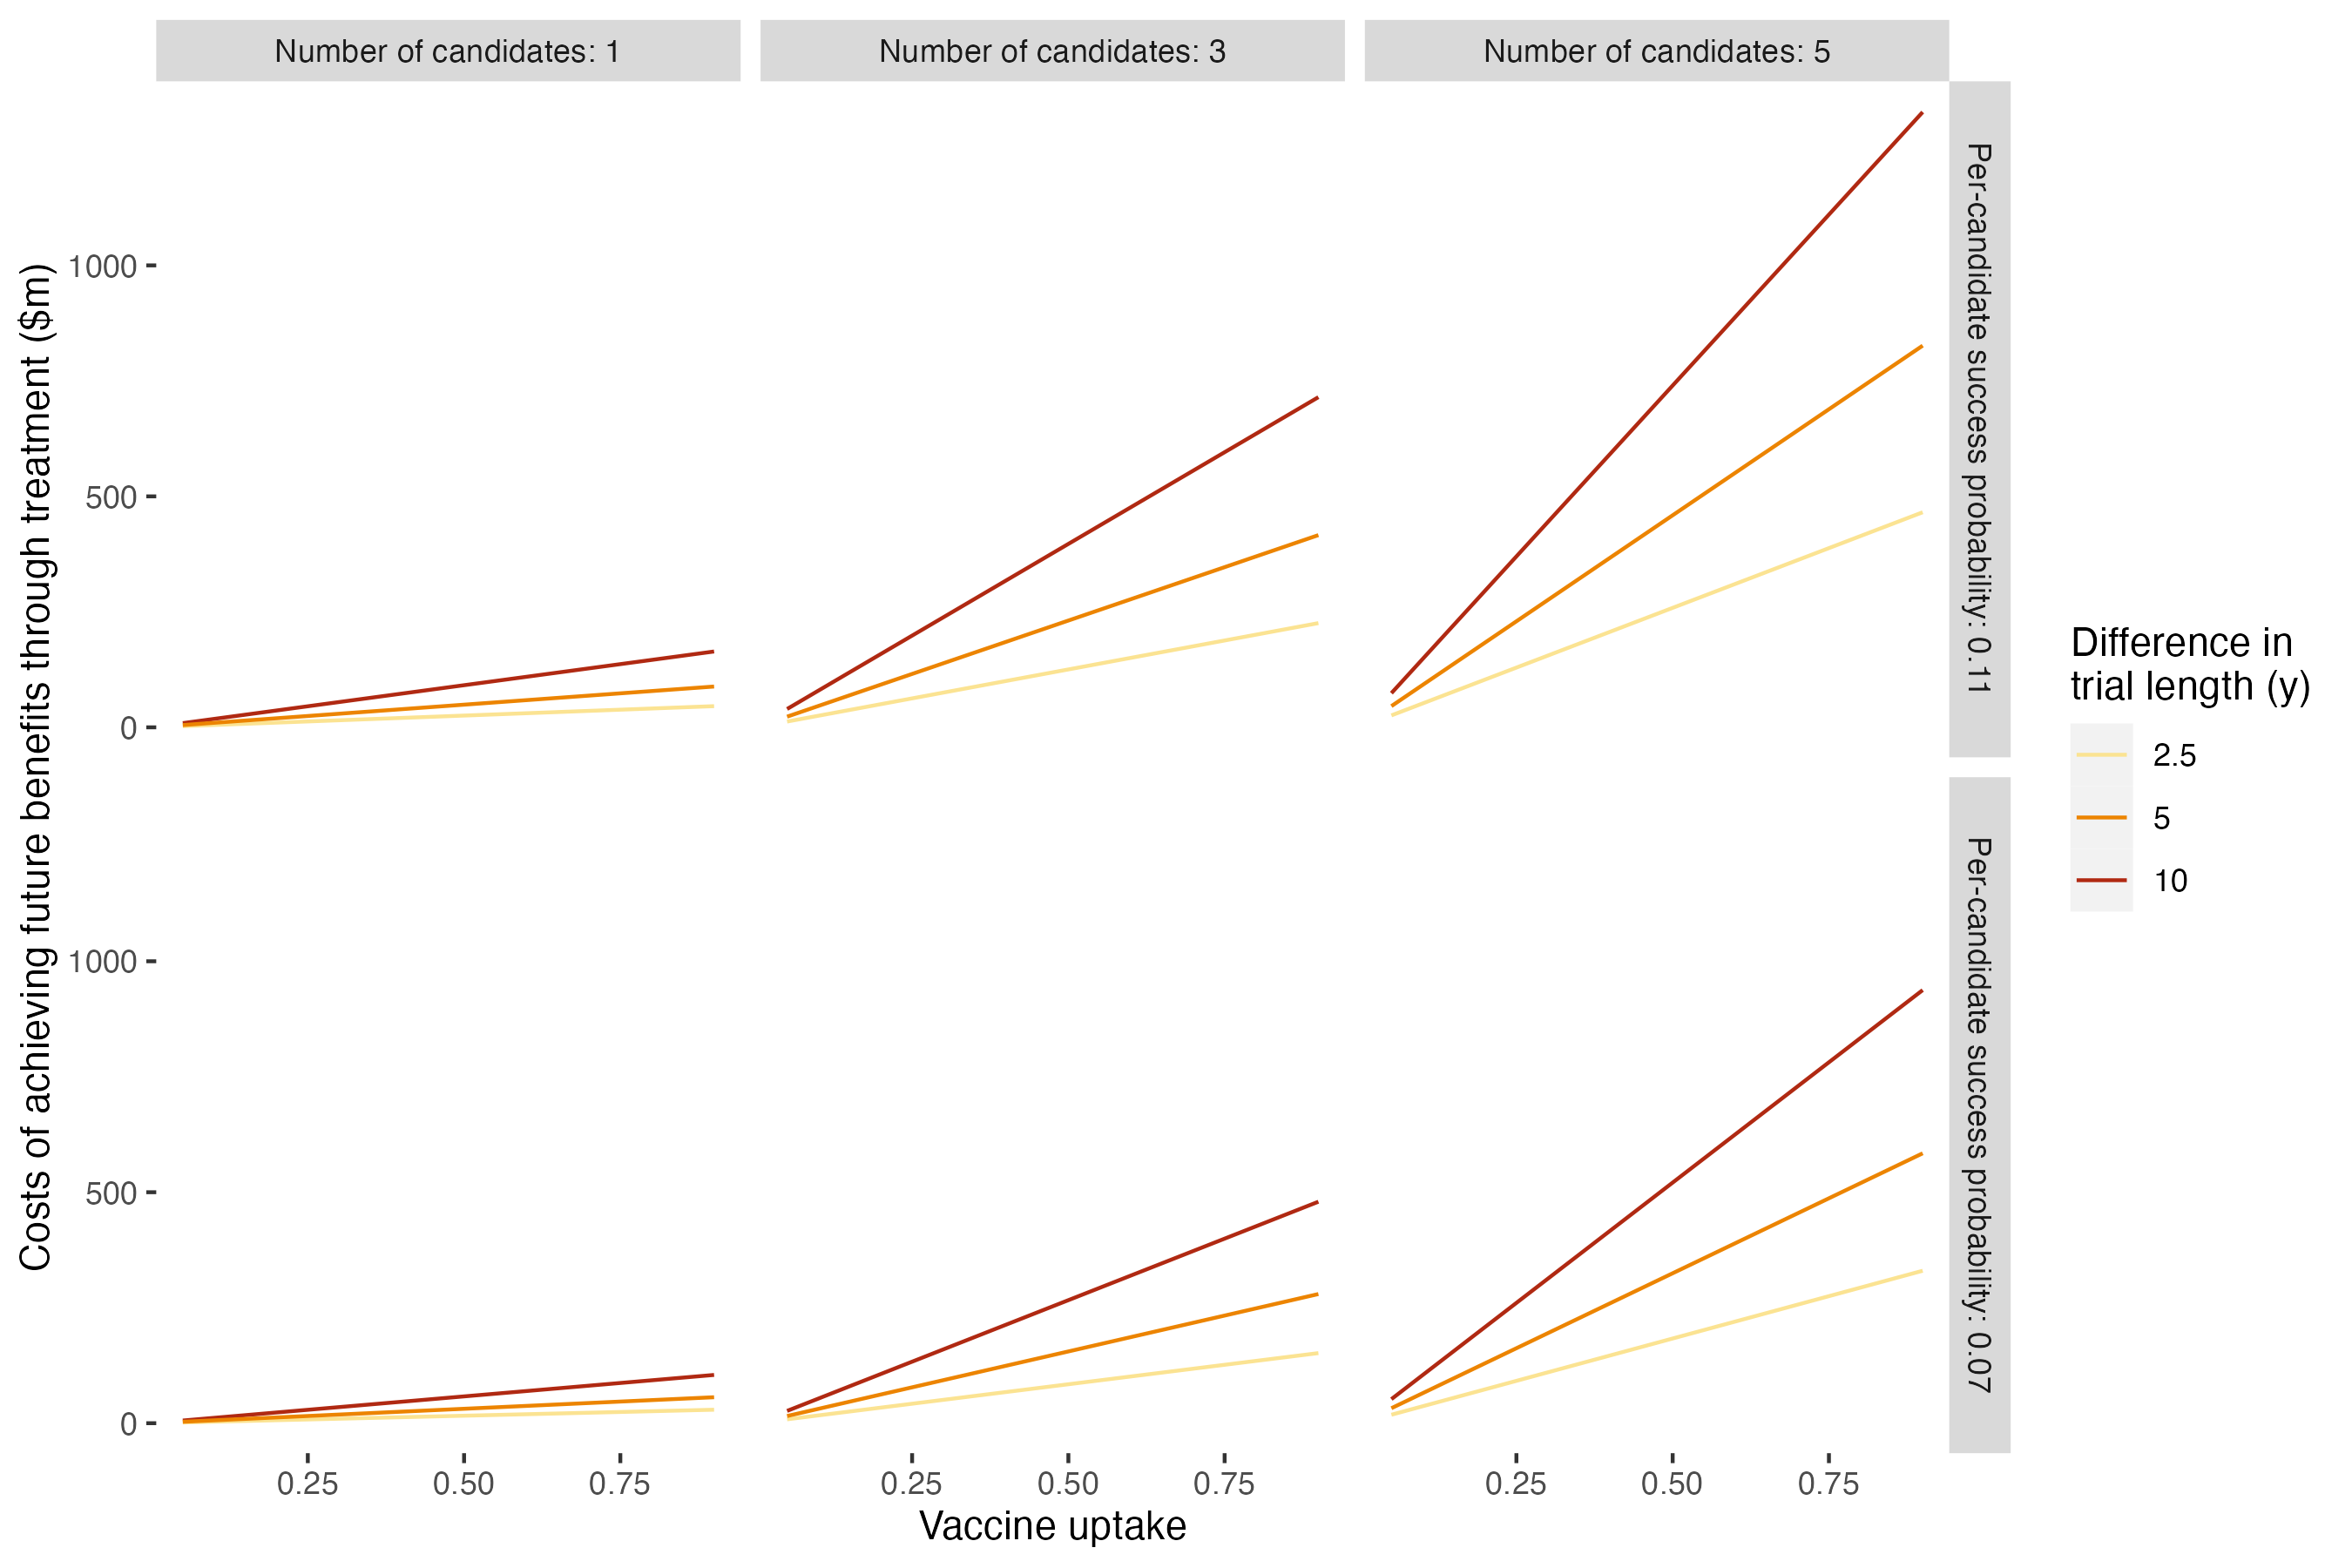 Number of candidates: 1
Number of candidates: 3
Number of candidates: 5
Costs of achieving future benefits through treatment ($m)
1000
500
0
Per-candidate success probability: 0.11
1000
500
0
Per-candidate success probability: 0.07
0.25
0.50
0.75
0.25
0.50
0.75
0.25
0.50
0.75
Vaccine uptake
Difference in
trial length (y)
2.5
5
10